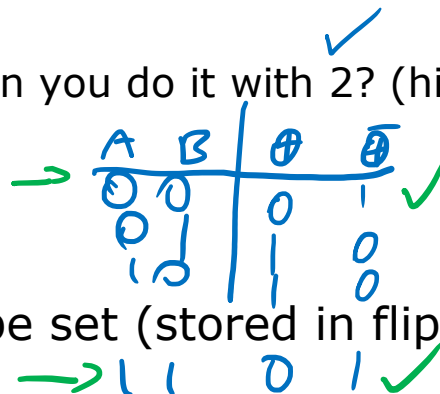 n you do it with 2? (hi
A B ⊕ ⊕̅
0 0 0 1
0 1 1 0
1 0 1 0
be set (stored in flip
1 1 0 1